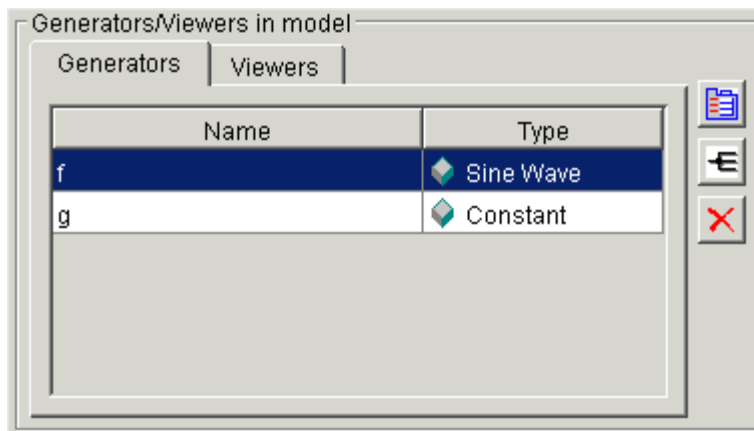 Generators/Viewers in model
Generators Viewers
Name Type
f Sine Wave
g Constant